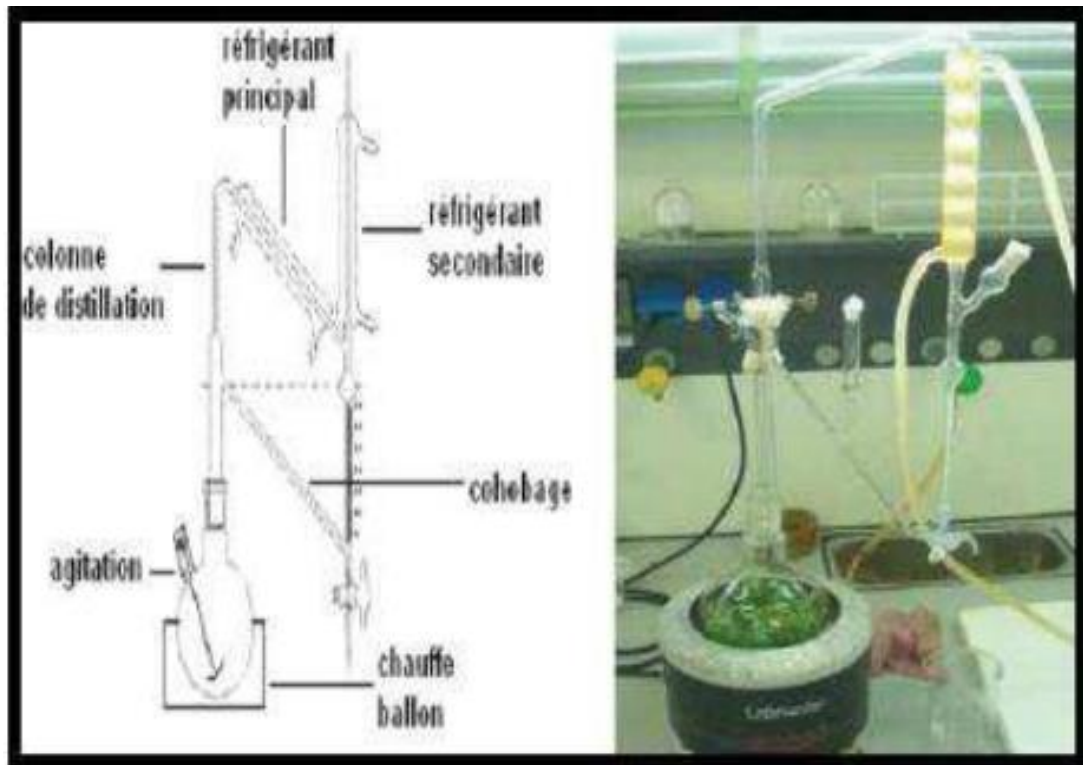 réfrigérant
principal
réfrigérant
secondaire
colonne
de distillation
cohobage
agitation
chauffe
ballon